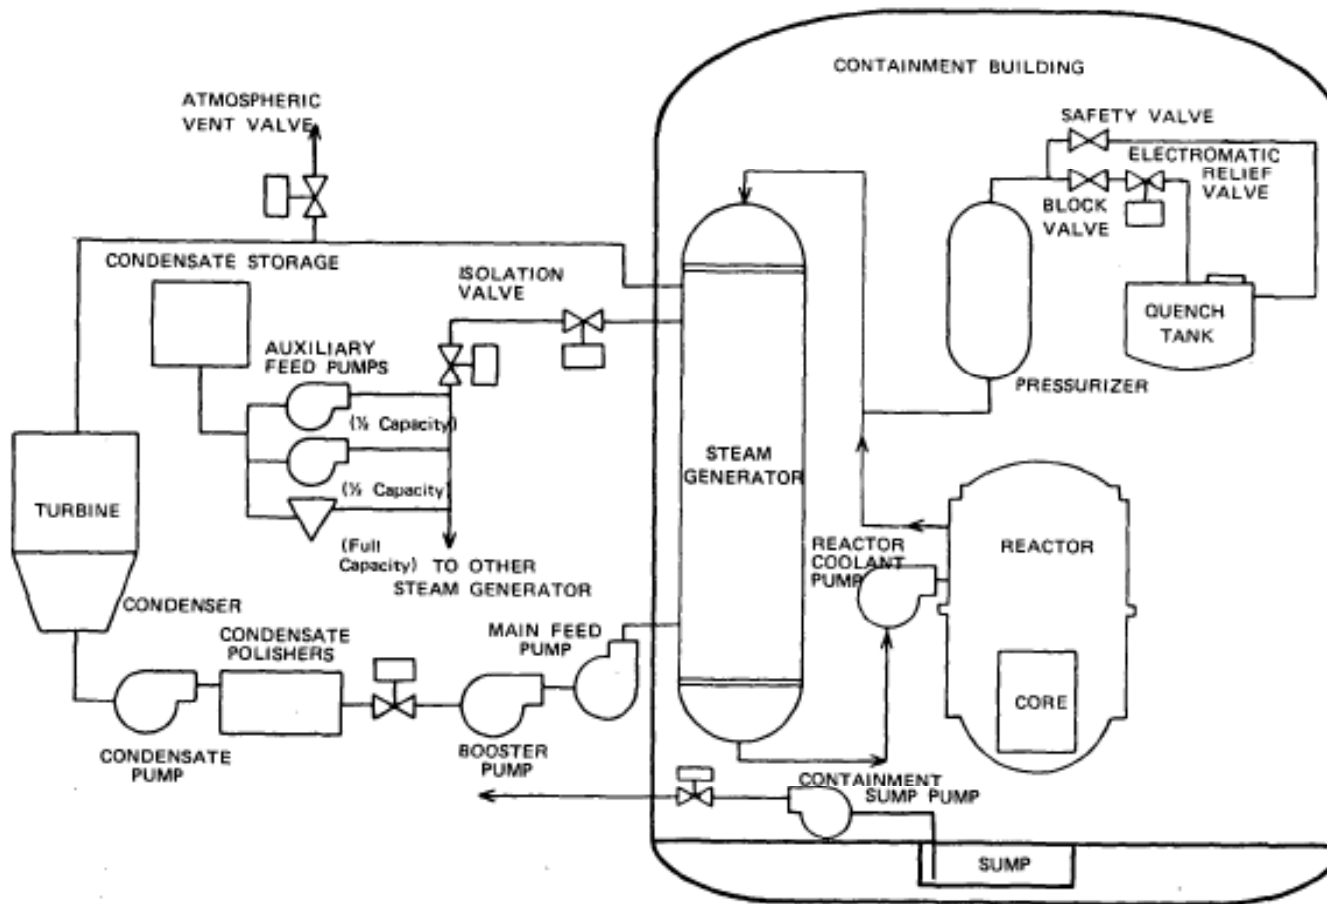 CONTAINMENT BUILDING
ATMOSPHERIC
VENT VALVE
SAFETY VALVE
ELECTROMATIC
RELIEF
VALVE
BLOCK
VALVE
CONDENSATE STORAGE
ISOLATION
VALVE
QUENCH
TANK
AUXILIARY
FEED PUMPS
PRESSURIZER
(½ Capacity)
STEAM
GENERATOR
(½ Capacity)
TURBINE
(Full
Capacity)
TO OTHER
STEAM GENERATOR
REACTOR
COOLANT
PUMP
REACTOR
CONDENSER
CONDENSATE
POLISHERS
MAIN FEED
PUMP
CORE
CONDENSATE
PUMP
BOOSTER
PUMP
CONTAINMENT
SUMP PUMP
SUMP